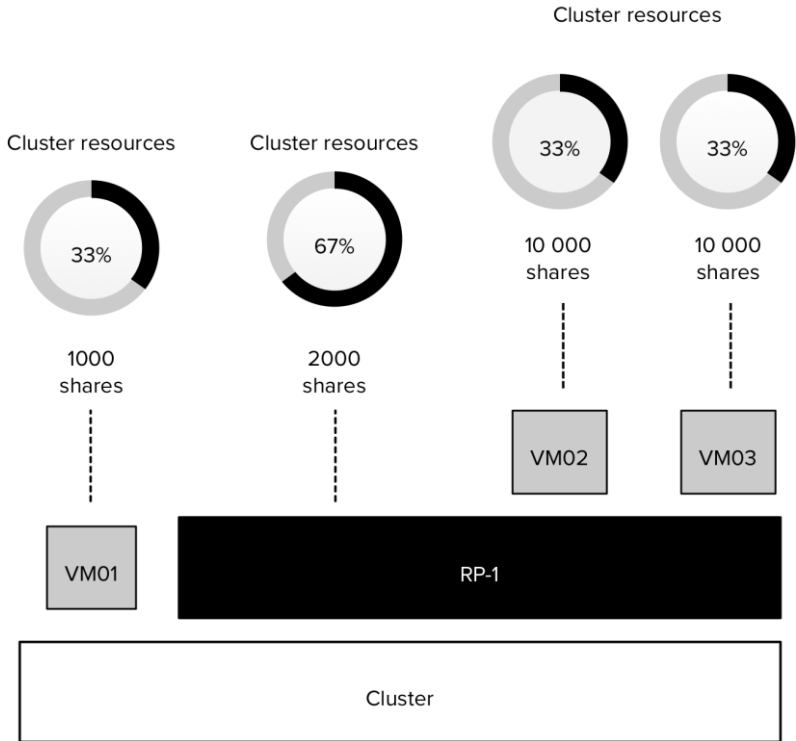 Cluster resources
33%
33%
Cluster resources
Cluster resources
33%
67%
10 000
shares
10 000
shares
1000
shares
2000
shares
VM02
VM03
VM01
RP-1
Cluster